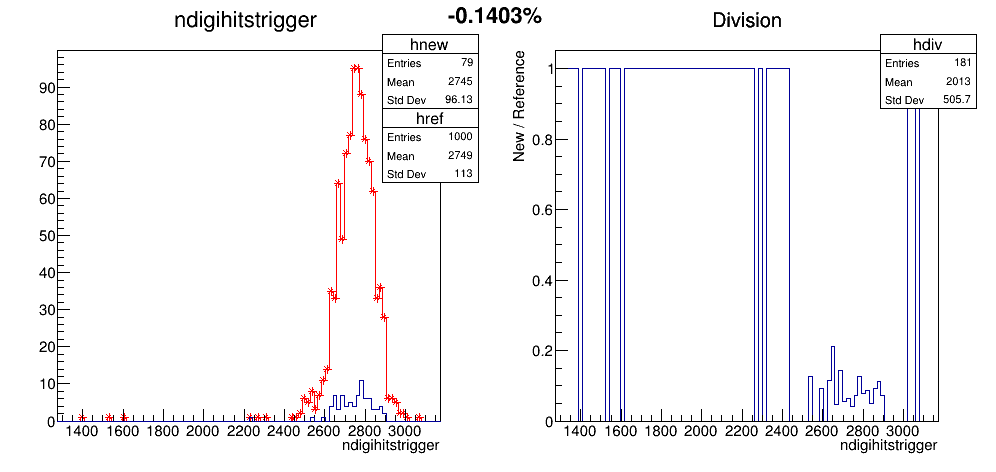 -0.1403%
ndigihitstrigger
hnew
Entries 79
Mean 2745
Std Dev 96.13
href
Entries 1000
Mean 2749
Std Dev 113
90
80
70
60
50
40
30
20
10
0
1400 1600 1800 2000 2200 2400 2600 2800 3000
ndigihitstrigger
Division
hdiv
Entries 181
Mean 2013
Std Dev 505.7
New / Reference
1
0.8
0.6
0.4
0.2
0
1400 1600 1800 2000 2200 2400 2600 2800 3000
ndigihitstrigger